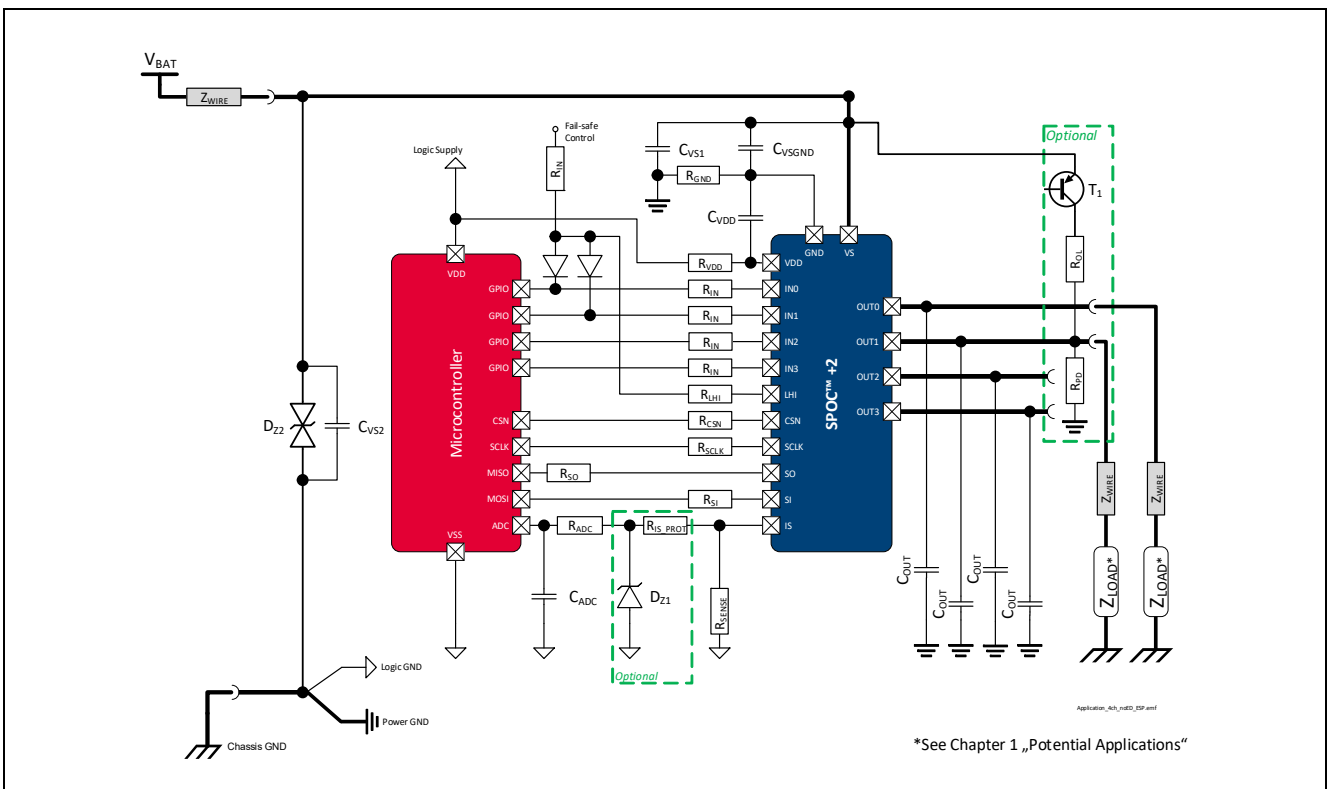 VBAT
ZWIRE
Fail-safe
Control
Logic Supply
RIN
CVS1
CVSGND
RGND
CVDD
Optional
T1
ROL
RPD
VDD
GPIO
GPIO
GPIO
GPIO
CSN
SCLK
MISO
MOSI
ADC
VSS
Microcontroller
RVDD
RIN
RIN
RIN
RIN
RLHI
RCSN
RSCLK
RSO
RSI
RADC
RIS_PROT
GND
VS
VDD
IN0
IN1
IN2
IN3
LHI
CSN
SCLK
SO
SI
IS
SPOC™ +2
OUT0
OUT1
OUT2
OUT3
DZ2
CVS2
CADC
DZ1
RSENSE
Optional
COUT
COUT
COUT
COUT
ZWIRE
ZWIRE
ZLOAD*
ZLOAD*
Logic GND
Power GND
Chassis GND
Application_4ch_noED_ESP.emf
*See Chapter 1 „Potential Applications“